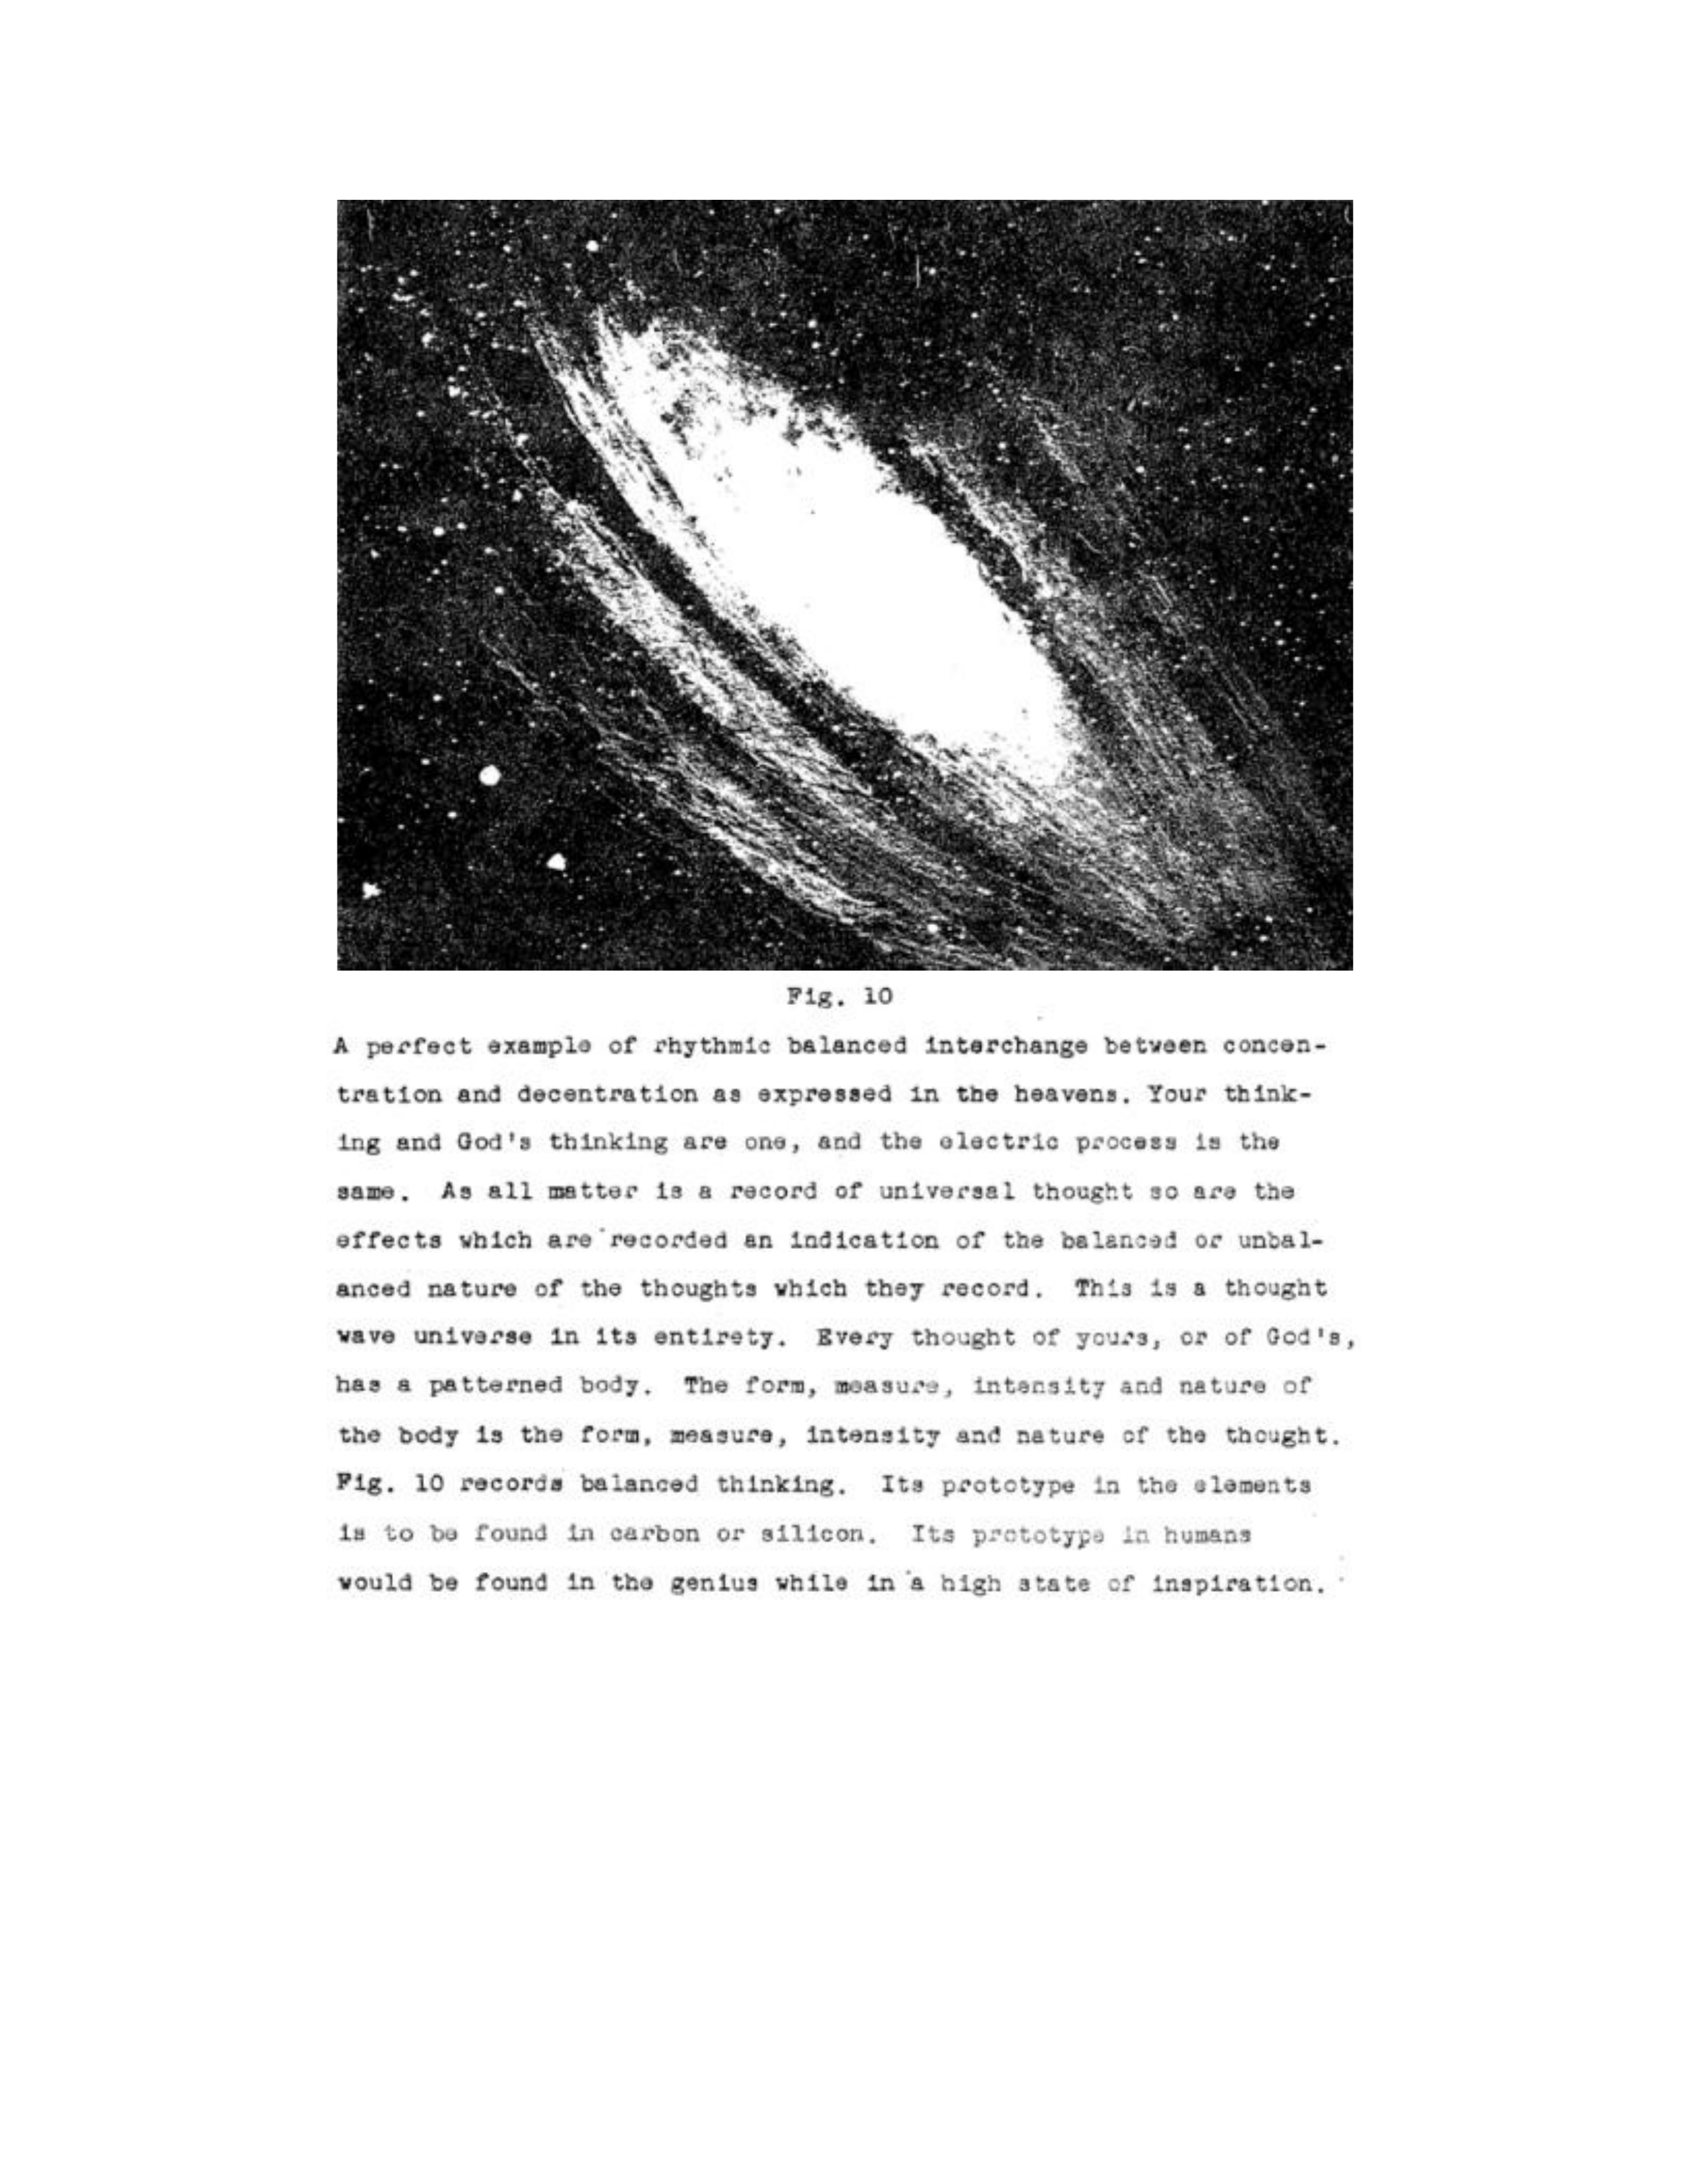 Fig. 10
A perfect example of rhythmic balanced interchange between concen-
tration and decentration as expressed in the heavens. Your think-
ing and God's thinking are one, and the electric process is the
same. As all matter is a record of universal thought so are the
effects which are recorded an indication of the balanced or unbal-
anced nature of the thoughts which they record. This is a thought
wave universe in its entirety. Every thought of yours, or of God's,
has a patterned body. The form, measure, intensity and nature of
the body is the form, measure, intensity and nature of the thought.
Fig. 10 records balanced thinking. Its prototype in the elements
is to be found in carbon or silicon. Its prototype in humans
would be found in the genius while in a high state of inspiration.